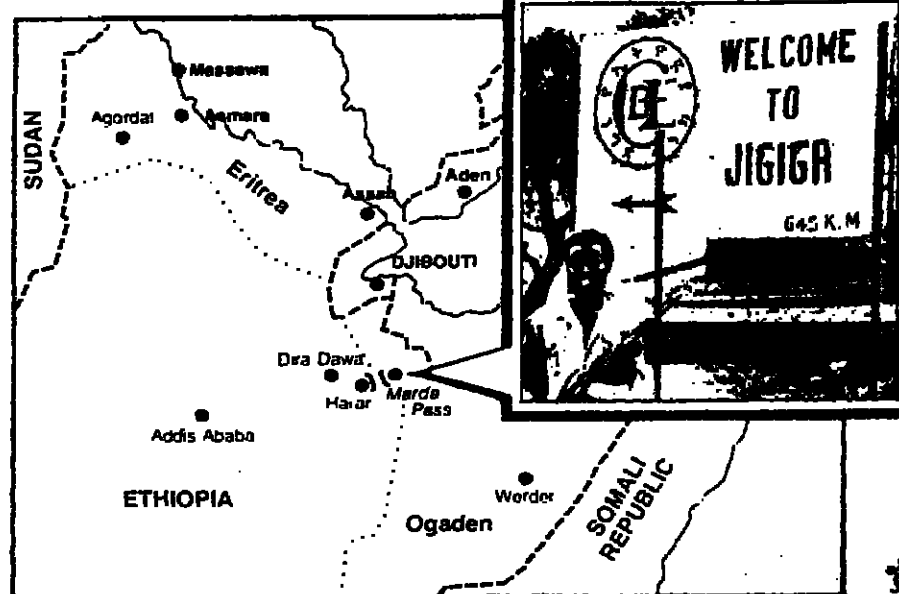 Massawa
Agordat
Asmara
SUDAN
Eritrea
Assab
Aden
DJIBOUTI
Dira Dawa
Harar
Marda
Pass
Addis Ababa
ETHIOPIA
Ogaden
Werder
SOMALI
REPUBLIC
WELCOME
TO
JIGIGA
645 K.M